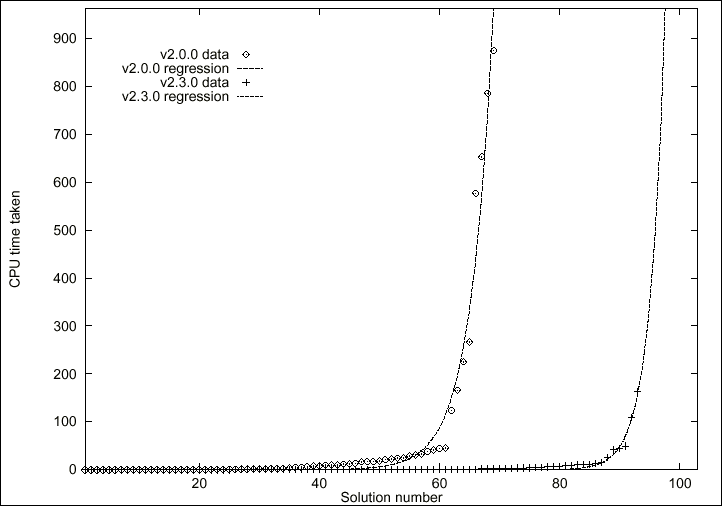 900
800
700
600
500
400
300
200
100
0
CPU time taken
v2.0.0 data
v2.0.0 regression
v2.3.0 data
v2.3.0 regression
20 40 60 80 100
Solution number